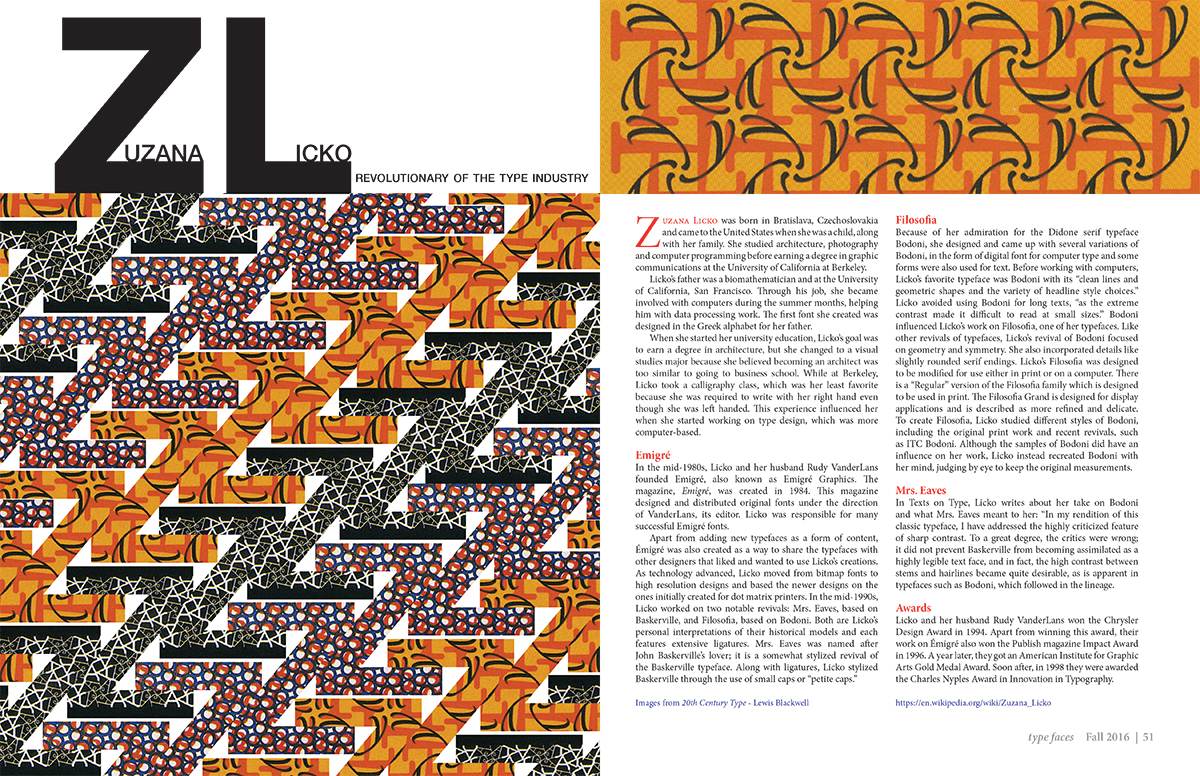 ZUZANA LICKO
REVOLUTIONARY OF THE TYPE INDUSTRY
ZUZANA LICKO was born in Bratislava, Czechoslovakia
and came to the United States when she was a child, along
with her family. She studied architecture, photography
and computer programming before earning a degree in graphic
communications at the University of California at Berkeley.
Licko's father was a biomathematician and at the University
of California, San Francisco. Through his job, she became
involved with computers during the summer months, helping
him with data processing work. The first font she created was
designed in the Greek alphabet for her father.
When she started her university education, Licko's goal was
to earn a degree in architecture, but she changed to a visual
studies major because she believed becoming an architect was
too similar to going to business school. While at Berkeley,
Licko took a calligraphy class, which was her least favorite
because she was required to write with her right hand even
though she was left handed. This experience influenced her
when she started working on type design, which was more
computer-based.
Emigré
In the mid-1980s, Licko and her husband Rudy VanderLans
founded Emigré, also known as Emigré Graphics. The
magazine, Emigré, was created in 1984. This magazine
designed and distributed original fonts under the direction
of VanderLans, its editor. Licko was responsible for many
successful Emigré fonts.
Apart from adding new typefaces as a form of content,
Émigré was also created as a way to share the typefaces with
other designers that liked and wanted to use Licko's creations.
As technology advanced, Licko moved from bitmap fonts to
high resolution designs and based the newer designs on the
ones initially created for dot matrix printers. In the mid-1990s,
Licko worked on two notable revivals: Mrs. Eaves, based on
Baskerville, and Filosofia, based on Bodoni. Both are Licko's
personal interpretations of their historical models and each
features extensive ligatures. Mrs. Eaves was named after
John Baskerville's lover; it is a somewhat stylized revival of
the Baskerville typeface. Along with ligatures, Licko stylized
Baskerville through the use of small caps or “petite caps.”
Images from 20th Century Type - Lewis Blackwell
Filosofia
Because of her admiration for the Didone serif typeface
Bodoni, she designed and came up with several variations of
Bodoni, in the form of digital font for computer type and some
forms were also used for text. Before working with computers,
Licko's favorite typeface was Bodoni with its “clean lines and
geometric shapes and the variety of headline style choices.”
Licko avoided using Bodoni for long texts, “as the extreme
contrast made it difficult to read at small sizes.” Bodoni
influenced Licko's work on Filosofia, one of her typefaces. Like
other revivals of typefaces, Licko's revival of Bodoni focused
on geometry and symmetry. She also incorporated details like
slightly rounded serif endings. Licko's Filosofia was designed
to be modified for use either in print or on a computer. There
is a “Regular” version of the Filosofia family which is designed
to be used in print. The Filosofia Grand is designed for display
applications and is described as more refined and delicate.
To create Filosofia, Licko studied different styles of Bodoni,
including the original print work and recent revivals, such
as ITC Bodoni. Although the samples of Bodoni did have an
influence on her work, Licko instead recreated Bodoni with
her mind, judging by eye to keep the original measurements.
Mrs. Eaves
In Texts on Type, Licko writes about her take on Bodoni
and what Mrs. Eaves meant to her: “In my rendition of this
classic typeface, I have addressed the highly criticized feature
of sharp contrast. To a great degree, the critics were wrong;
it did not prevent Baskerville from becoming assimilated as a
highly legible text face, and in fact, the high contrast between
stems and hairlines became quite desirable, as is apparent in
typefaces such as Bodoni, which followed in the lineage.
Awards
Licko and her husband Rudy VanderLans won the Chrysler
Design Award in 1994. Apart from winning this award, their
work on Émigré also won the Publish magazine Impact Award
in 1996. A year later, they got an American Institute for Graphic
Arts Gold Medal Award. Soon after, in 1998 they were awarded
the Charles Nyples Award in Innovation in Typography.
https://en.wikipedia.org/wiki/Zuzana_Licko
type faces Fall 2016 | 51